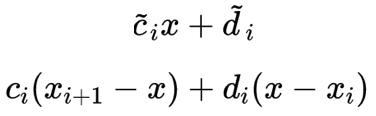 c̃ᵢx + d̃ᵢ
cᵢ(xᵢ₊₁ − x) + dᵢ(x − xᵢ)